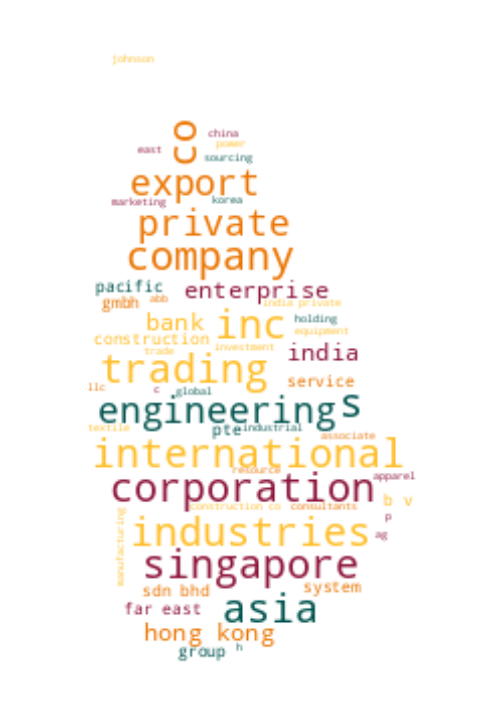 johnson
co
china
power
east
sourcing
export
marketing
korea
private
company
pacific
enterprise
gmbh
abb
india private
bank
inc
holding
construction
equipment
trade
investment
india
trading
service
llc
c
global
engineering
s
textile
pte
industrial
associate
international
resource
apparel
corporation
b v
construction co
consultants
p
manufacturing
industries
ag
singapore
sdn bhd
system
far east
asia
hong kong
group
h